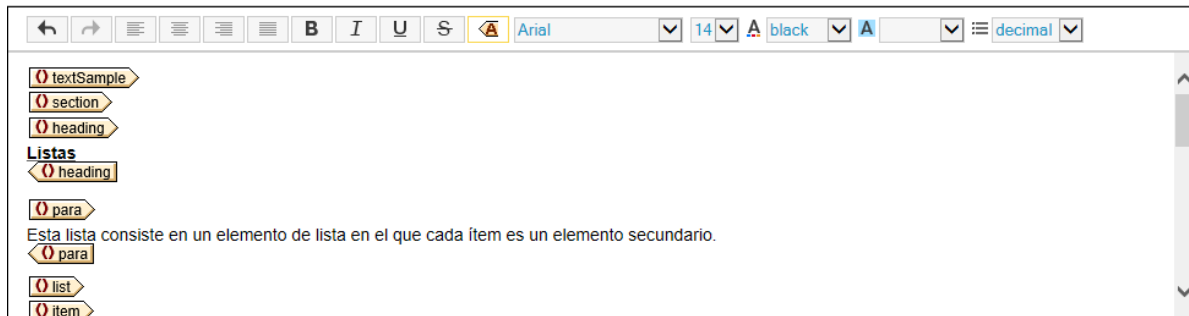 B I U S A Arial 14 A black A decimal
textSample
section
heading
Listas
heading
para
Esta lista consiste en un elemento de lista en el que cada ítem es un elemento secundario.
para
list
item